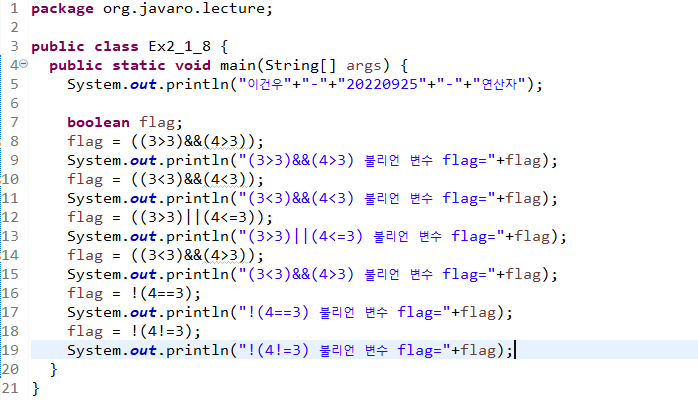 1 package org.javaro.lecture;
2
3 public class Ex2_1_8 {
4 public static void main(String[] args) {
5 System.out.println("이건우"+"-"+"20220925"+"-"+"연산자");
6
7 boolean flag;
8 flag = ((3>3)&&(4>3));
9 System.out.println("(3>3)&&(4>3) 불리언 변수 flag="+flag);
10 flag = ((3<3)&&(4<3));
11 System.out.println("(3<3)&&(4<3) 불리언 변수 flag="+flag);
12 flag = ((3>3)||(4<=3));
13 System.out.println("(3>3)||(4<=3) 불리언 변수 flag="+flag);
14 flag = ((3<3)&&(4>3));
15 System.out.println("(3<3)&&(4>3) 불리언 변수 flag="+flag);
16 flag = !(4==3);
17 System.out.println("!(4==3) 불리언 변수 flag="+flag);
18 flag = !(4!=3);
19 System.out.println("!(4!=3) 불리언 변수 flag="+flag);
20 }
21 }